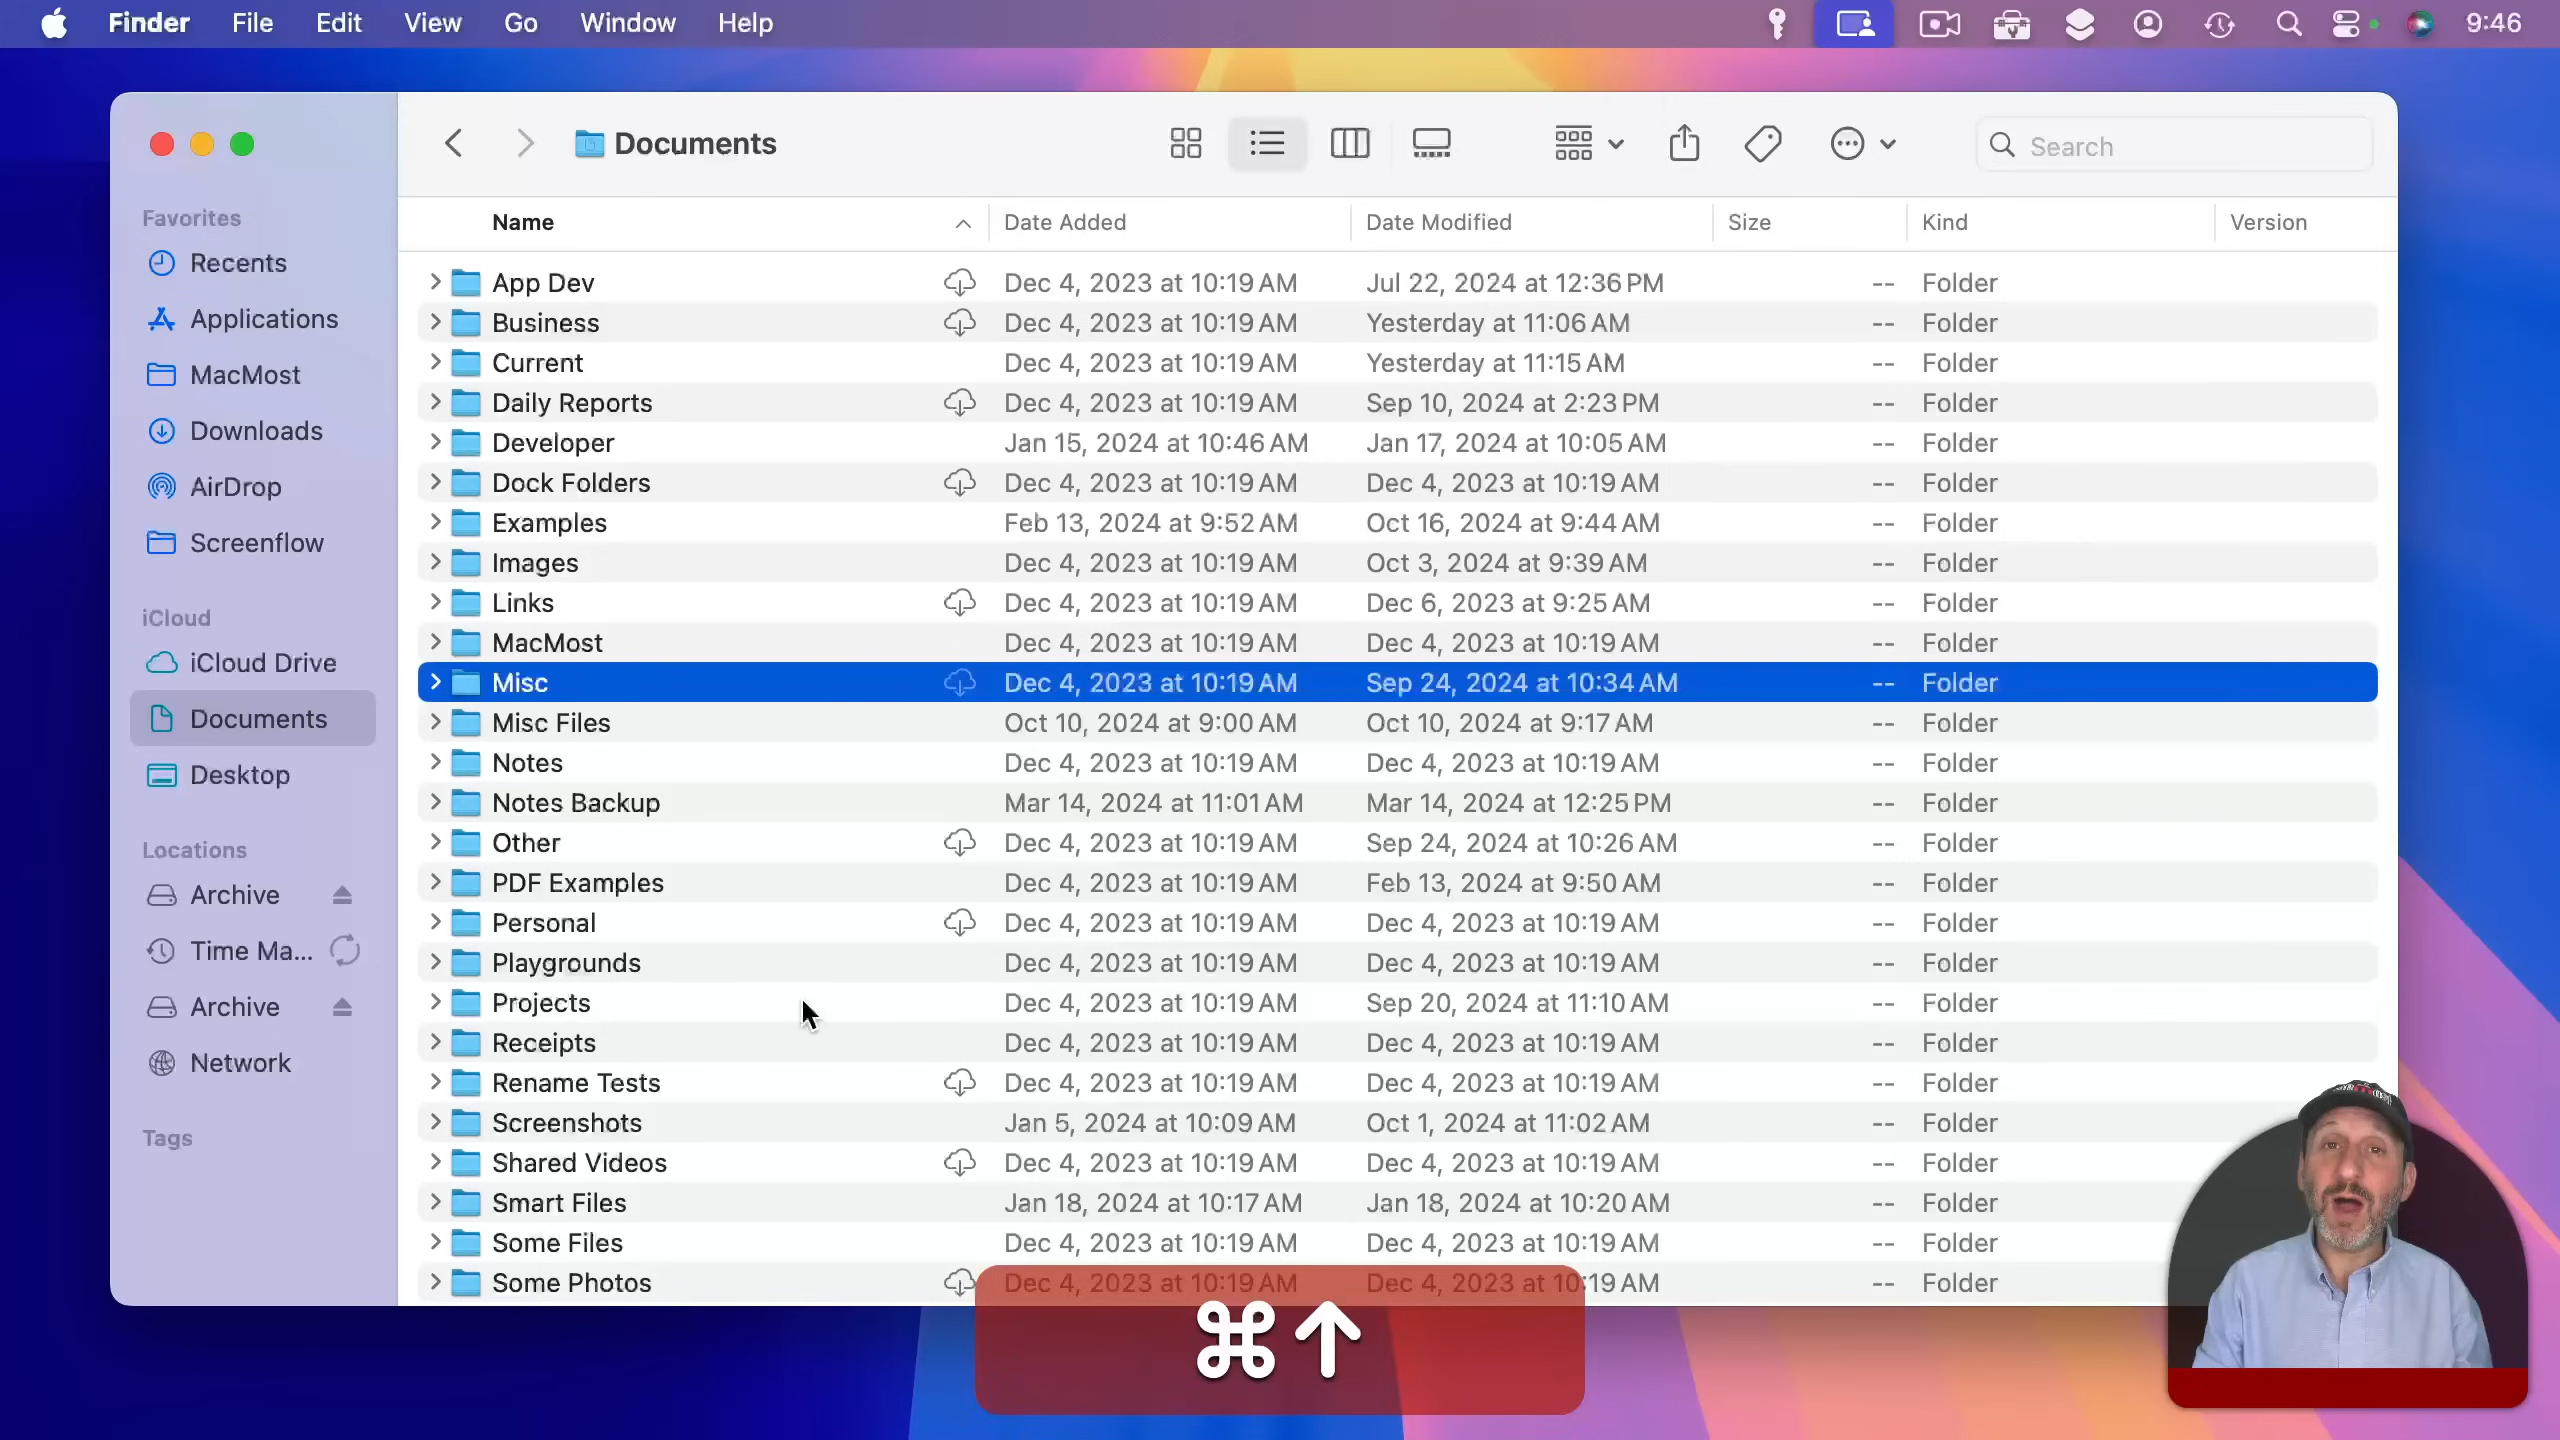 Finder File Edit View Go Window Help 9:46
Documents
Search
Favorites
Recents
Applications
MacMost
Downloads
AirDrop
Screenflow
iCloud
iCloud Drive
Documents
Desktop
Locations
Archive
Time Ma...
Archive
Network
Tags
Name Date Added Date Modified Size Kind Version
App Dev Dec 4, 2023 at 10:19 AM Jul 22, 2024 at 12:36 PM -- Folder
Business Dec 4, 2023 at 10:19 AM Yesterday at 11:06 AM -- Folder
Current Dec 4, 2023 at 10:19 AM Yesterday at 11:15 AM -- Folder
Daily Reports Dec 4, 2023 at 10:19 AM Sep 10, 2024 at 2:23 PM -- Folder
Developer Jan 15, 2024 at 10:46 AM Jan 17, 2024 at 10:05 AM -- Folder
Dock Folders Dec 4, 2023 at 10:19 AM Dec 4, 2023 at 10:19 AM -- Folder
Examples Feb 13, 2024 at 9:52 AM Oct 16, 2024 at 9:44 AM -- Folder
Images Dec 4, 2023 at 10:19 AM Oct 3, 2024 at 9:39 AM -- Folder
Links Dec 4, 2023 at 10:19 AM Dec 6, 2023 at 9:25 AM -- Folder
MacMost Dec 4, 2023 at 10:19 AM Dec 4, 2023 at 10:19 AM -- Folder
Misc Dec 4, 2023 at 10:19 AM Sep 24, 2024 at 10:34 AM -- Folder
Misc Files Oct 10, 2024 at 9:00 AM Oct 10, 2024 at 9:17 AM -- Folder
Notes Dec 4, 2023 at 10:19 AM Dec 4, 2023 at 10:19 AM -- Folder
Notes Backup Mar 14, 2024 at 11:01 AM Mar 14, 2024 at 12:25 PM -- Folder
Other Dec 4, 2023 at 10:19 AM Sep 24, 2024 at 10:26 AM -- Folder
PDF Examples Dec 4, 2023 at 10:19 AM Feb 13, 2024 at 9:50 AM -- Folder
Personal Dec 4, 2023 at 10:19 AM Dec 4, 2023 at 10:19 AM -- Folder
Playgrounds Dec 4, 2023 at 10:19 AM Dec 4, 2023 at 10:19 AM -- Folder
Projects Dec 4, 2023 at 10:19 AM Sep 20, 2024 at 11:10 AM -- Folder
Receipts Dec 4, 2023 at 10:19 AM Dec 4, 2023 at 10:19 AM -- Folder
Rename Tests Dec 4, 2023 at 10:19 AM Dec 4, 2023 at 10:19 AM -- Folder
Screenshots Jan 5, 2024 at 10:09 AM Oct 1, 2024 at 11:02 AM -- Folder
Shared Videos Dec 4, 2023 at 10:19 AM Dec 4, 2023 at 10:19 AM -- Folder
Smart Files Jan 18, 2024 at 10:17 AM Jan 18, 2024 at 10:20 AM -- Folder
Some Files Dec 4, 2023 at 10:19 AM Dec 4, 2023 at 10:19 AM -- Folder
Some Photos Dec 4, 2023 at 10:19 AM Dec 4, 2023 at 10:19 AM -- Folder
⌘↑